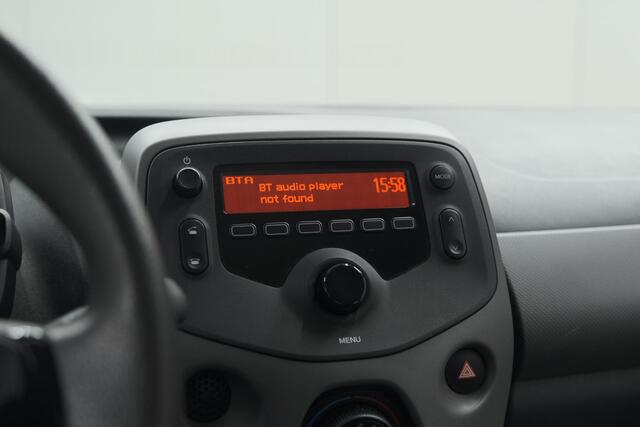 BTA
BT audio player
not found
15:58
MODE
MENU